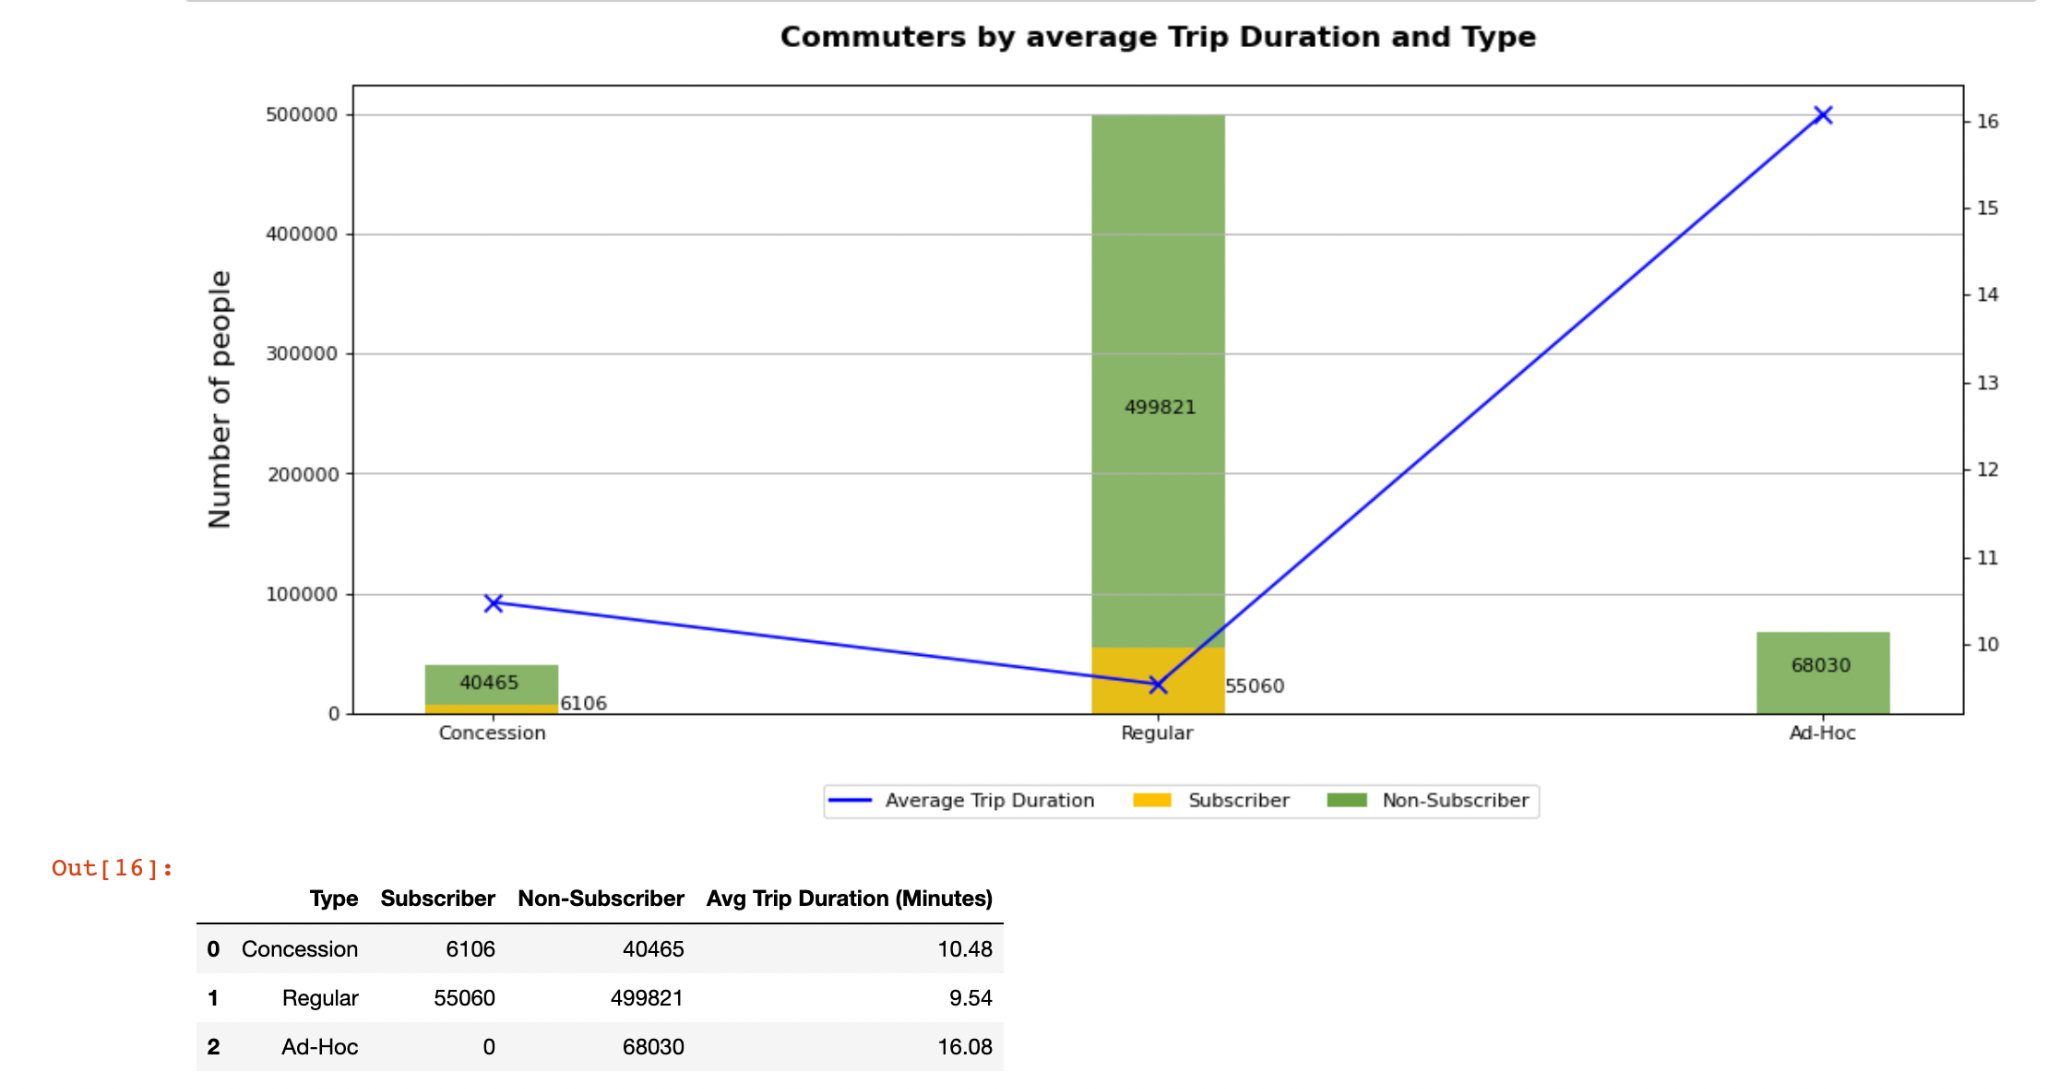 Commuters by average Trip Duration and Type
500000
400000
300000
200000
100000
0
Number of people
16
15
14
13
12
11
10
40465
6106
499821
55060
68030
Concession Regular Ad-Hoc
Average Trip Duration Subscriber Non-Subscriber
Out[16]:
Type Subscriber Non-Subscriber Avg Trip Duration (Minutes)
0 Concession 6106 40465 10.48
1 Regular 55060 499821 9.54
2 Ad-Hoc 0 68030 16.08